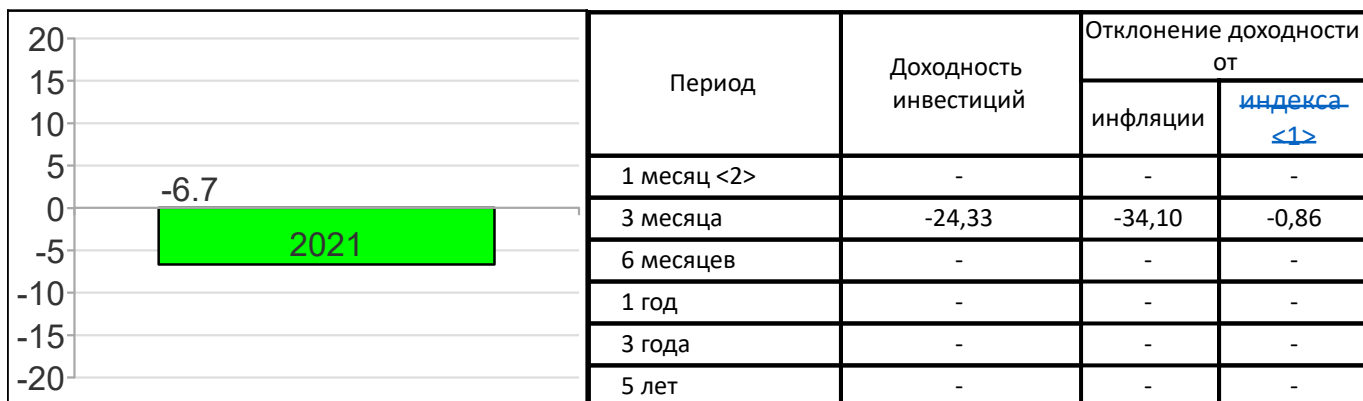 20
15
10
5
0
-5
-10
-15
-20
-6.7
2021
Период
Доходность
инвестиций
Отклонение доходности
от
инфляции
индекса
<1>
1 месяц <2> - - -
3 месяца -24,33 -34,10 -0,86
6 месяцев - - -
1 год - - -
3 года - - -
5 лет - - -